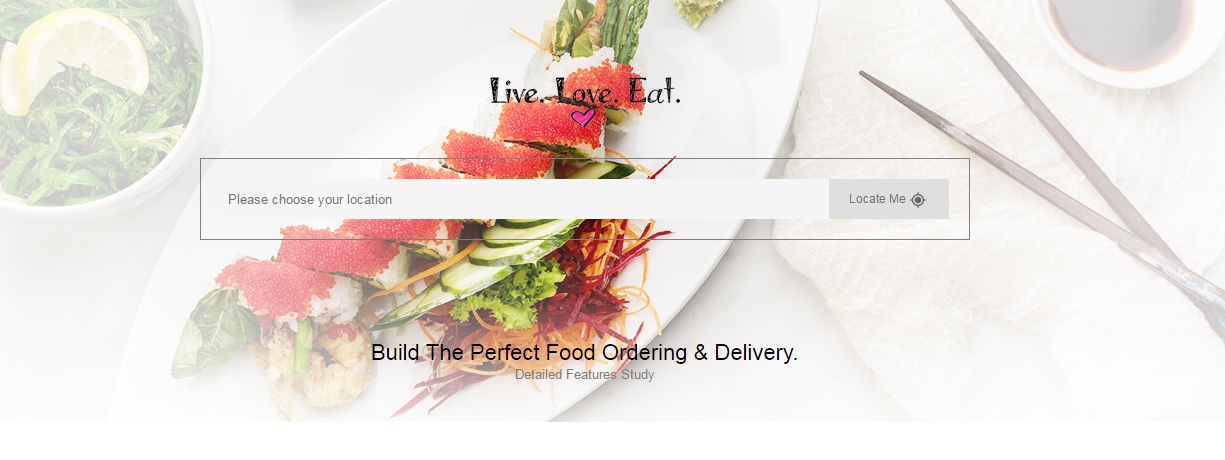 Live. Love. Eat.
Please choose your location
Locate Me
Build The Perfect Food Ordering & Delivery.
Detailed Features Study